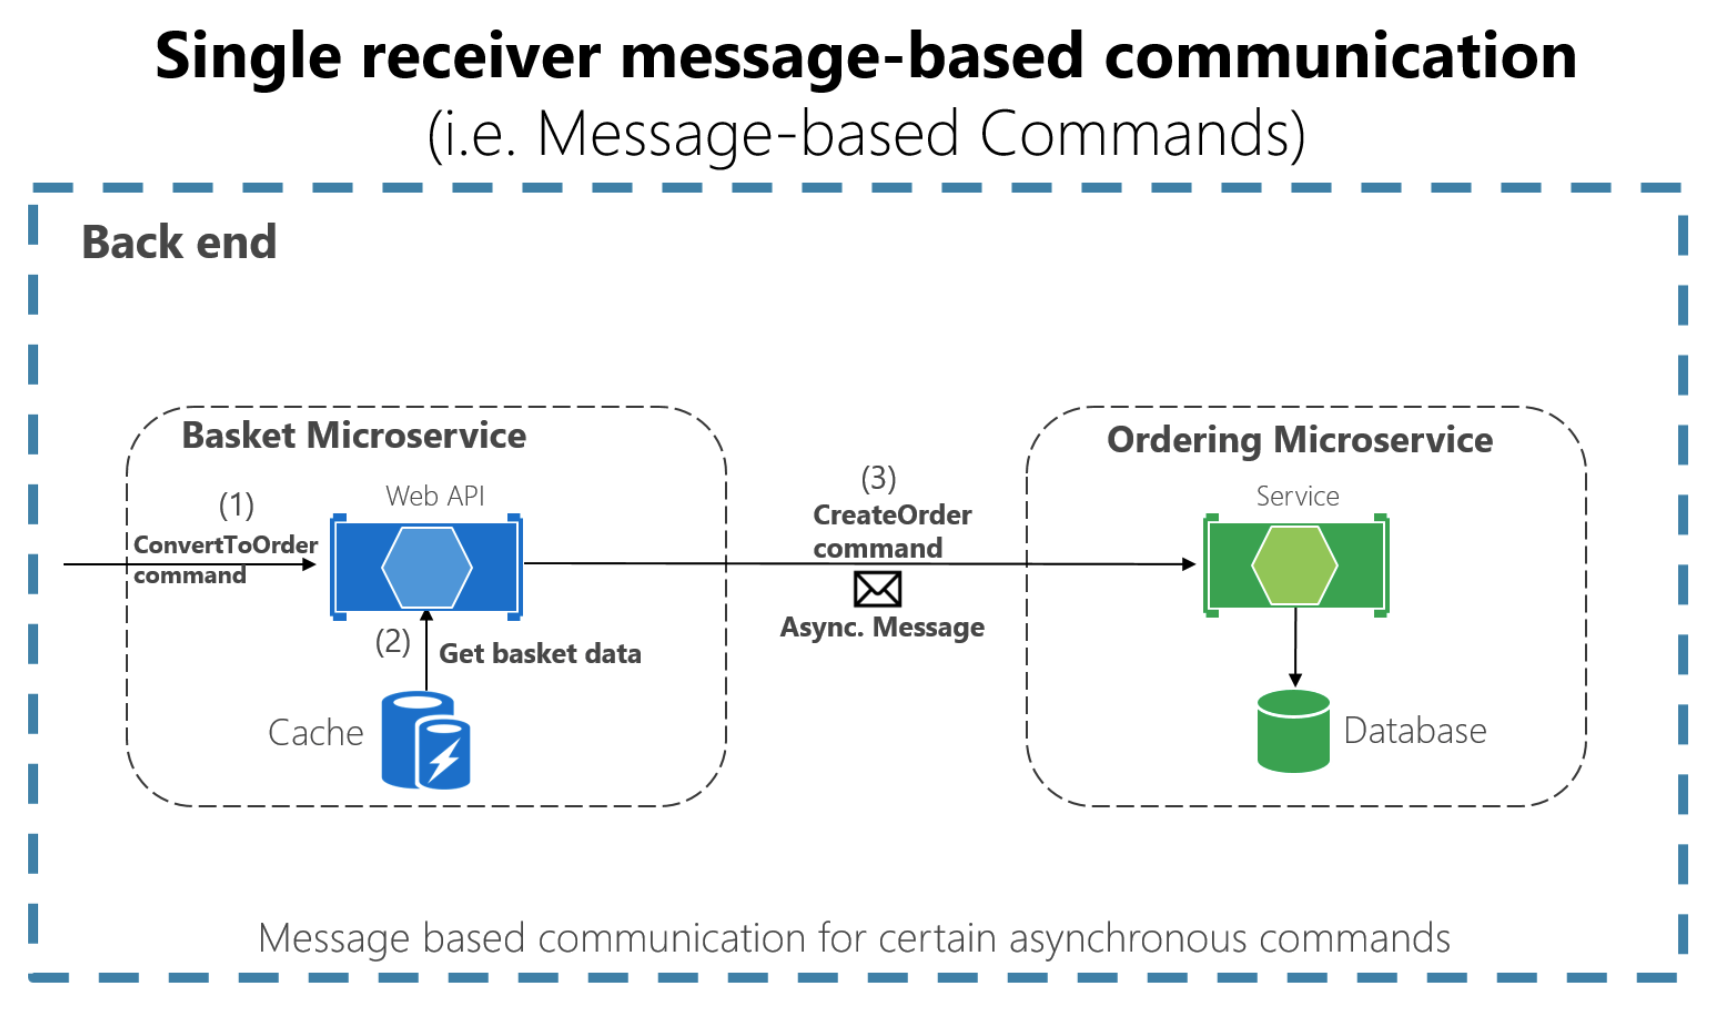 Single receiver message-based communication
(i.e. Message-based Commands)
Back end
Basket Microservice
Web API
(1)
ConvertToOrder
command
(2)
Get basket data
Cache
(3)
CreateOrder
command
Async. Message
Ordering Microservice
Service
Database
Message based communication for certain asynchronous commands